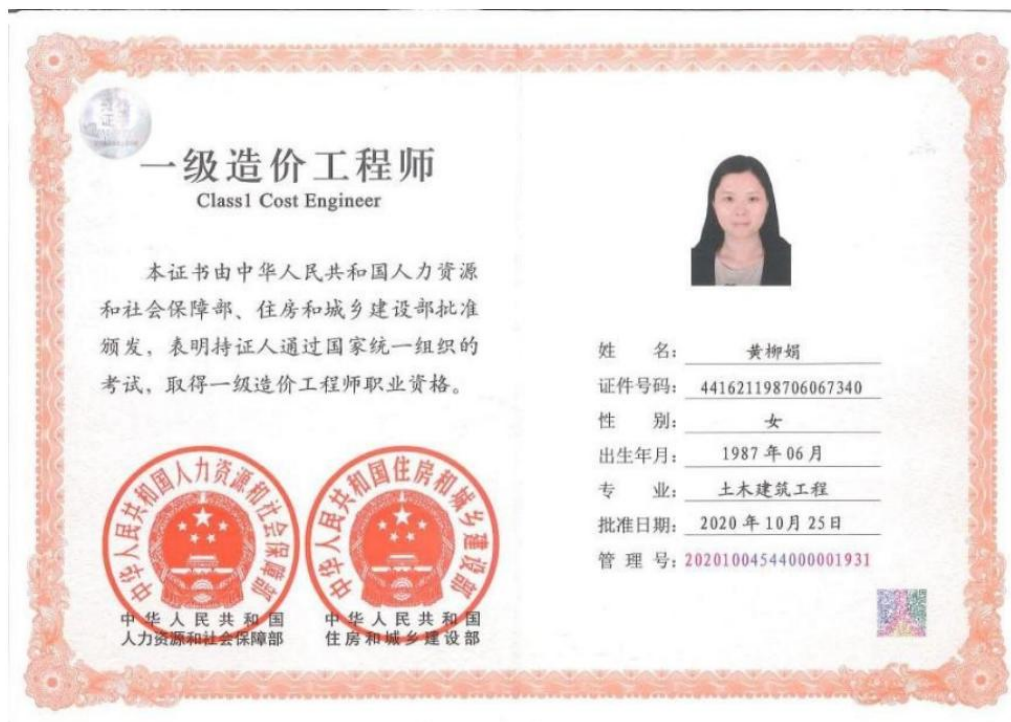 一级造价工程师
Class1 Cost Engineer
本证书由中华人民共和国人力资源
和社会保障部、住房和城乡建设部批准
颁发，表明持证人通过国家统一组织的
考试，取得一级造价工程师职业资格。
中华人民共和国人力资源和社会保障部
中华人民共和国住房和城乡建设部
中华人民共和国
人力资源和社会保障部
中华人民共和国
住房和城乡建设部
姓 名： 黄柳娟
证件号码： 441621198706067340
性 别： 女
出生年月： 1987年06月
专 业： 土木建筑工程
批准日期： 2020年10月25日
管 理 号： 20201004544000001931